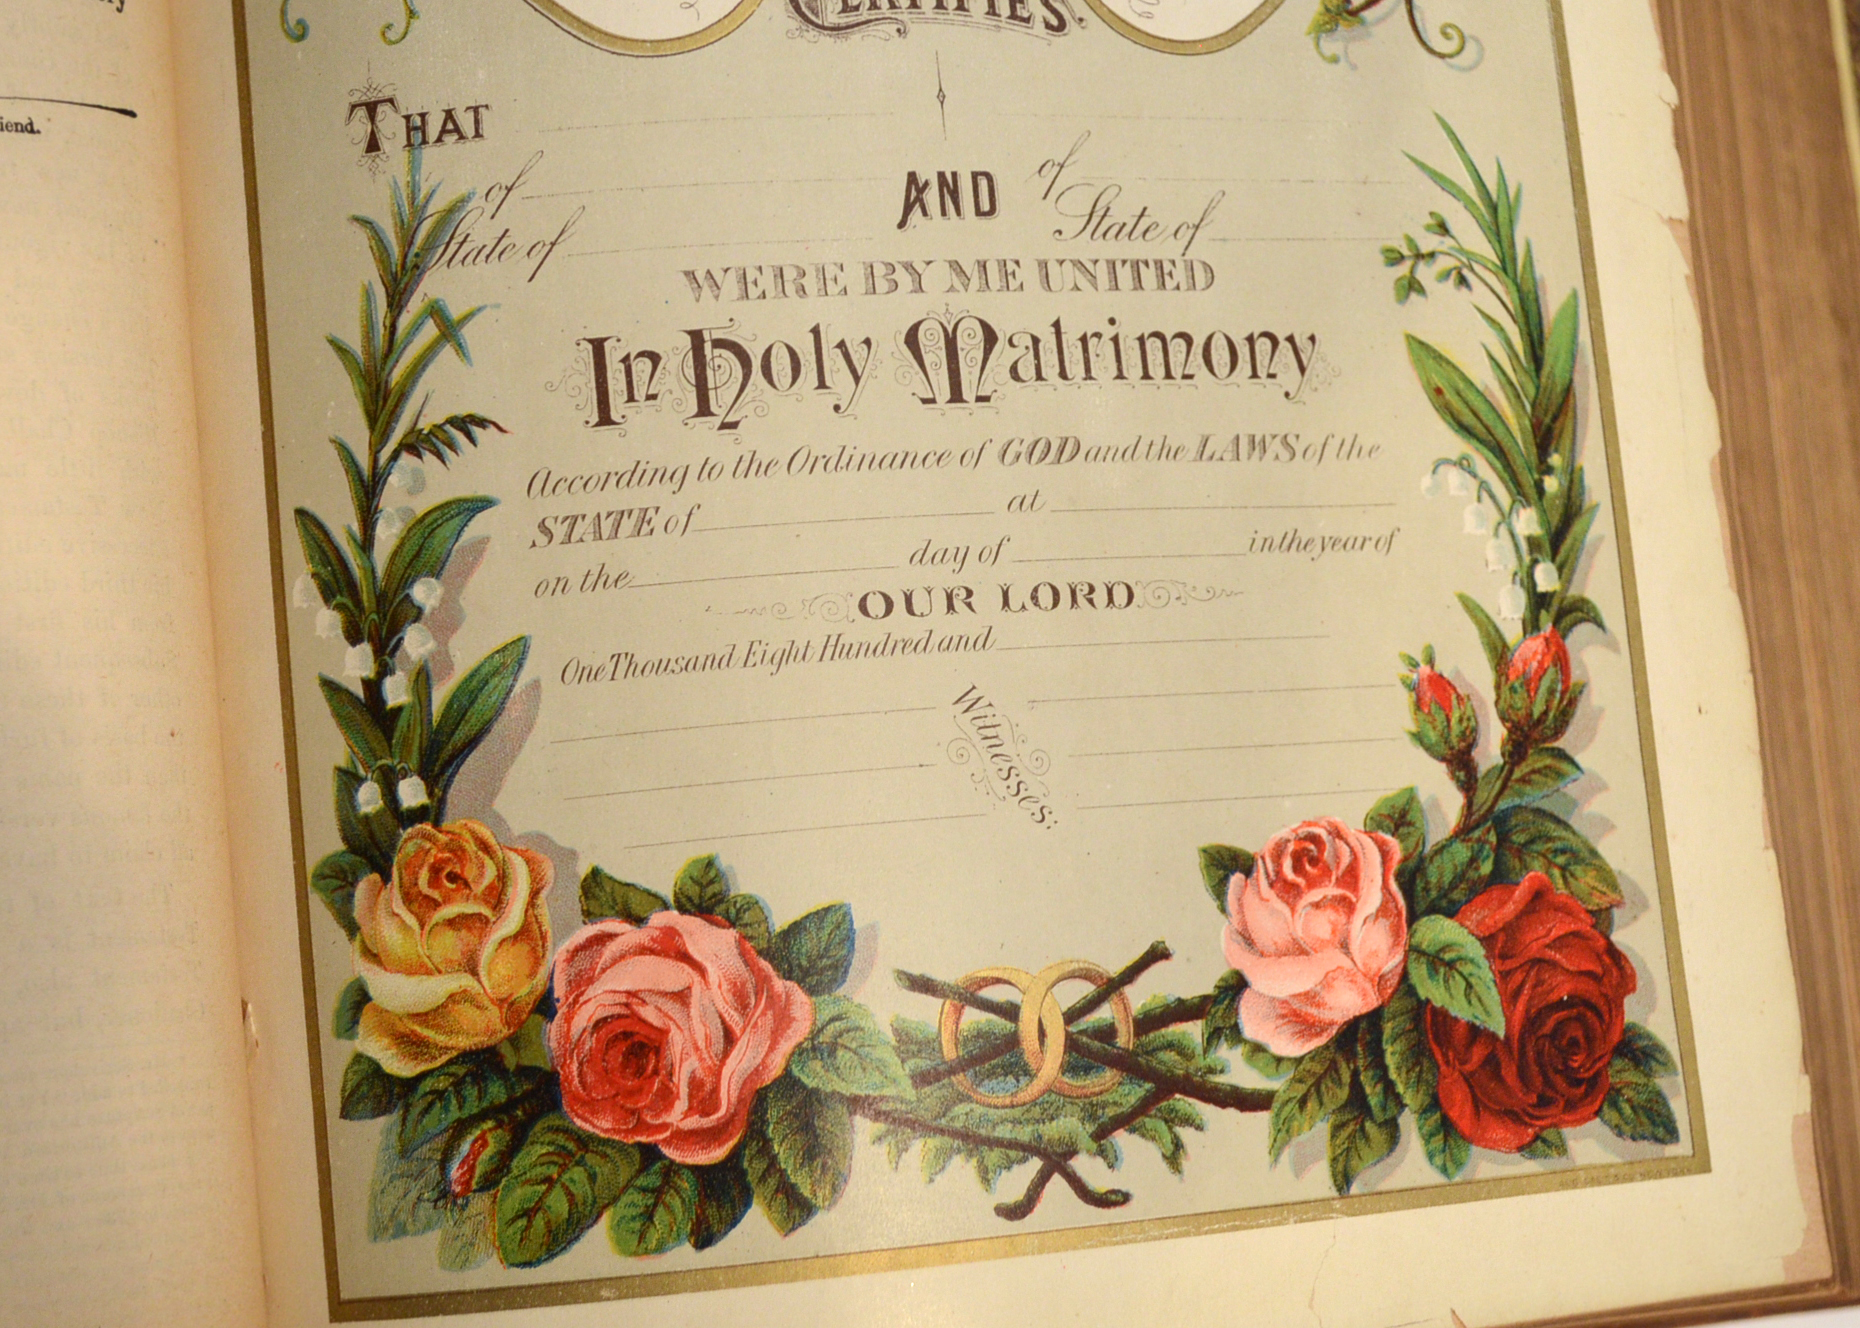 iend.
CERTIFIES
THAT
of AND of
State of State of
WERE BY ME UNITED
In Holy Matrimony
According to the Ordinance of GOD and the LAWS of the
STATE of at
on the day of in the year of
OUR LORD
One Thousand Eight Hundred and
Witnesses: